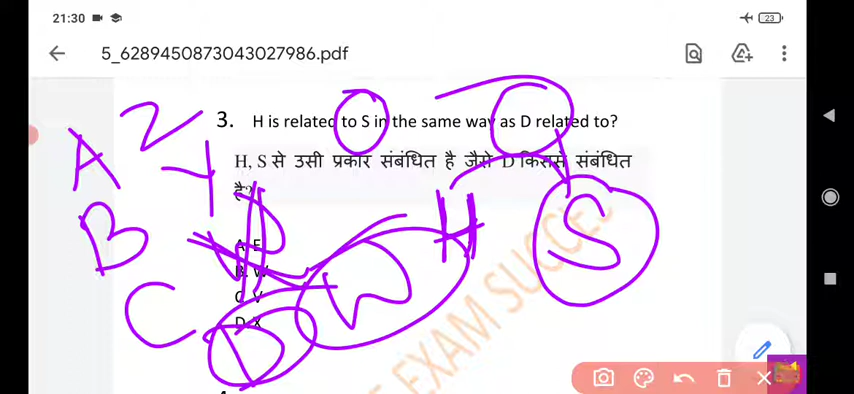 21:30
23
5_6289450873043027986.pdf
3. H is related to S in the same way as D related to?
H, S से उसी प्रकार संबंधित है जैसे D किससे संबंधित
है?
A. E
B. W
C. V
D. X
A Z
Y
B
C
D W
H S
EXAM SUCCE